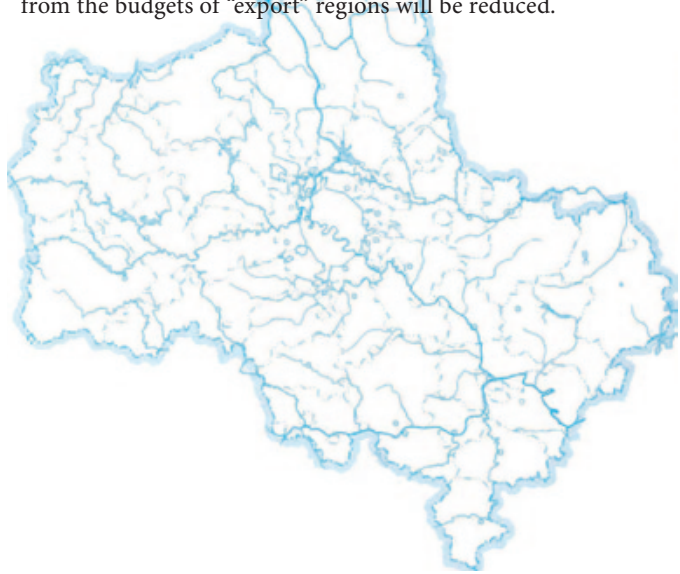 from the budgets of “export” regions will be reduced.